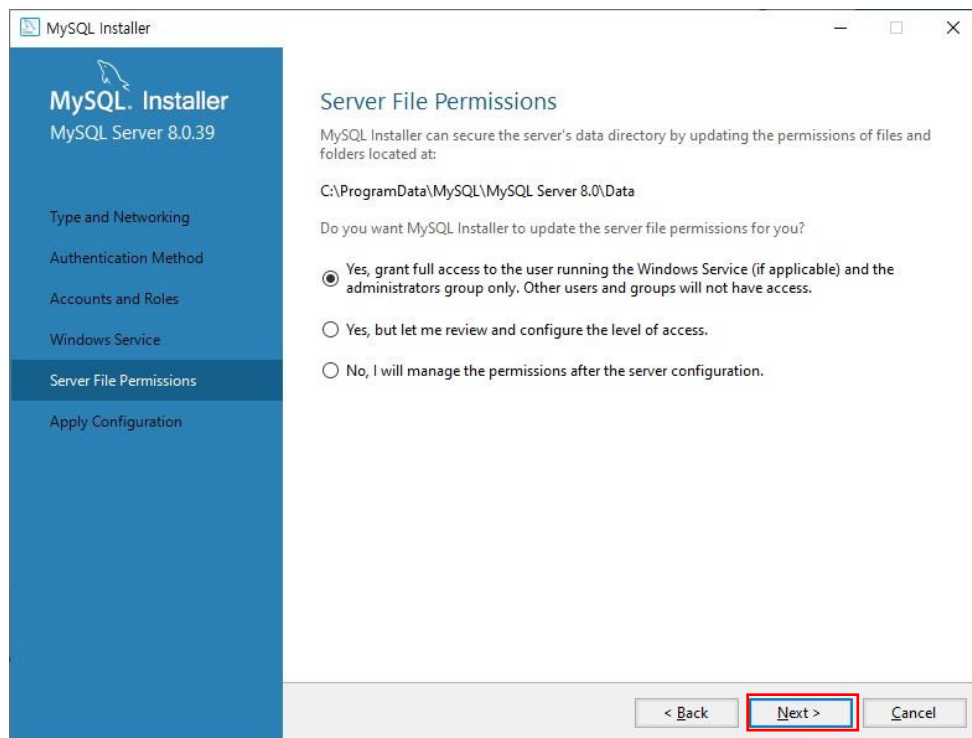 MySQL Installer
MySQL. Installer
MySQL Server 8.0.39
Type and Networking
Authentication Method
Accounts and Roles
Windows Service
Server File Permissions
Apply Configuration
Server File Permissions
MySQL Installer can secure the server's data directory by updating the permissions of files and
folders located at:
C:\ProgramData\MySQL\MySQL Server 8.0\Data
Do you want MySQL Installer to update the server file permissions for you?
Yes, grant full access to the user running the Windows Service (if applicable) and the
administrators group only. Other users and groups will not have access.
Yes, but let me review and configure the level of access.
No, I will manage the permissions after the server configuration.
< Back
Next >
Cancel